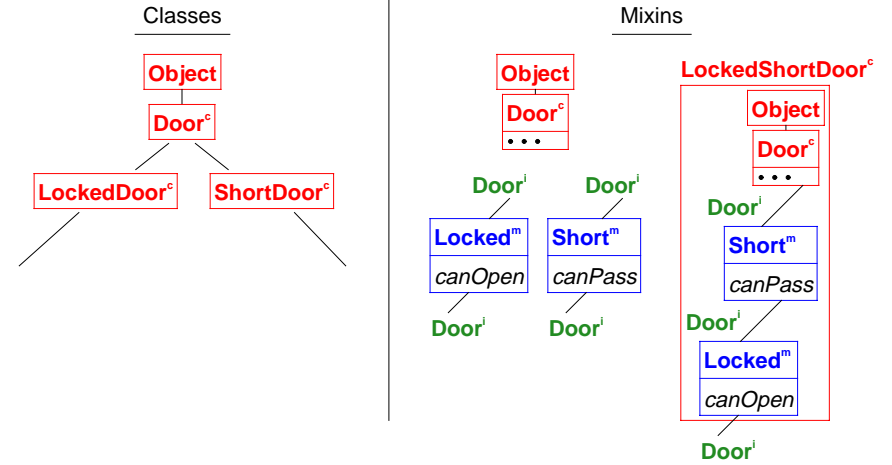 Classes
Object
Door^c
LockedDoor^c
ShortDoor^c
Mixins
Object
Door^c
• • •
Door^i
Door^i
Locked^m
Short^m
canOpen
canPass
Door^i
Door^i
LockedShortDoor^c
Object
Door^c
• • •
Door^i
Short^m
canPass
Door^i
Locked^m
canOpen
Door^i